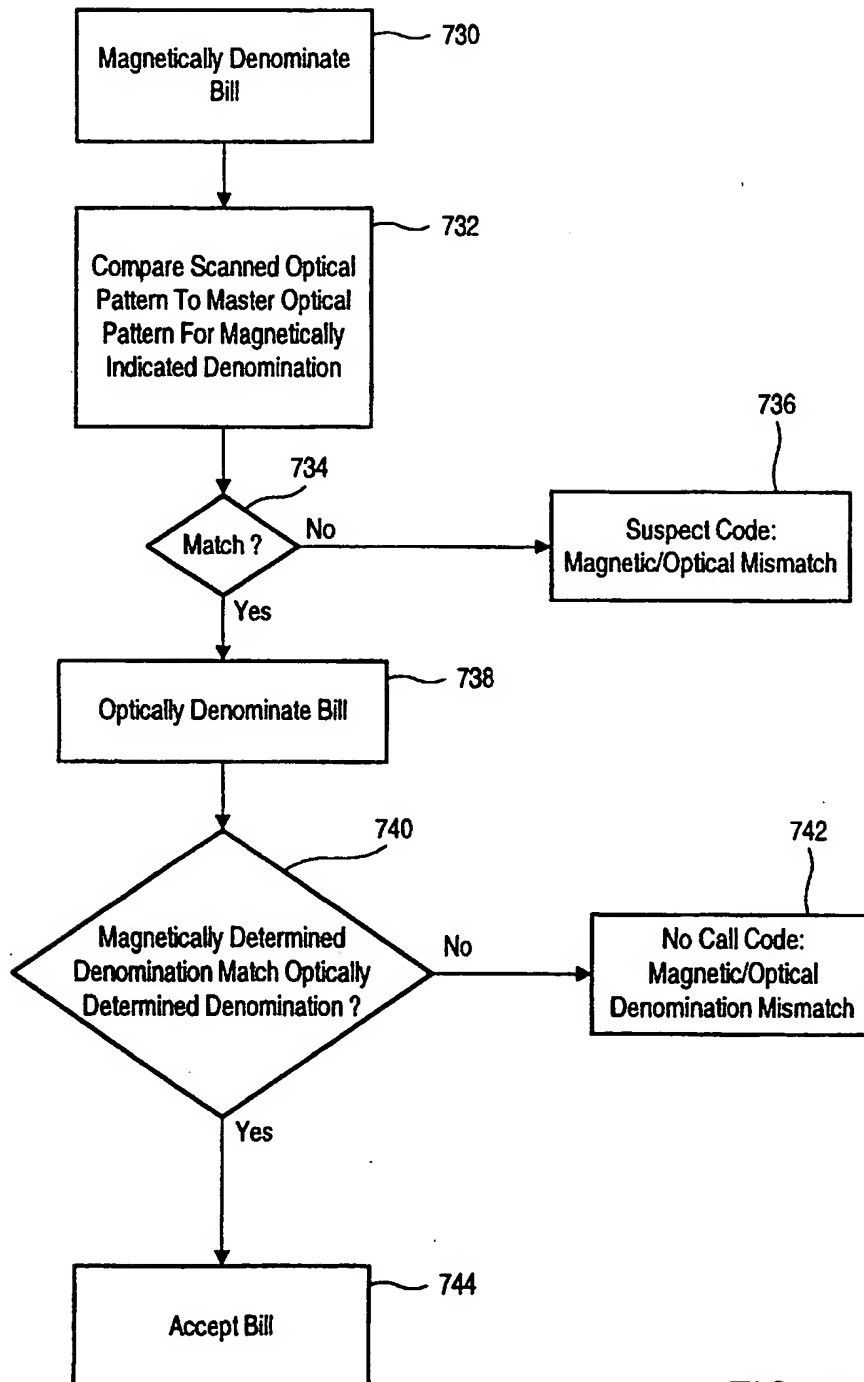 730
Magnetically Denominate
Bill
732
Compare Scanned Optical
Pattern To Master Optical
Pattern For Magnetically
Indicated Denomination
734
Match ?
No
Yes
736
Suspect Code:
Magnetic/Optical Mismatch
738
Optically Denominate Bill
740
Magnetically Determined
Denomination Match Optically
Determined Denomination ?
No
Yes
742
No Call Code:
Magnetic/Optical
Denomination Mismatch
744
Accept Bill